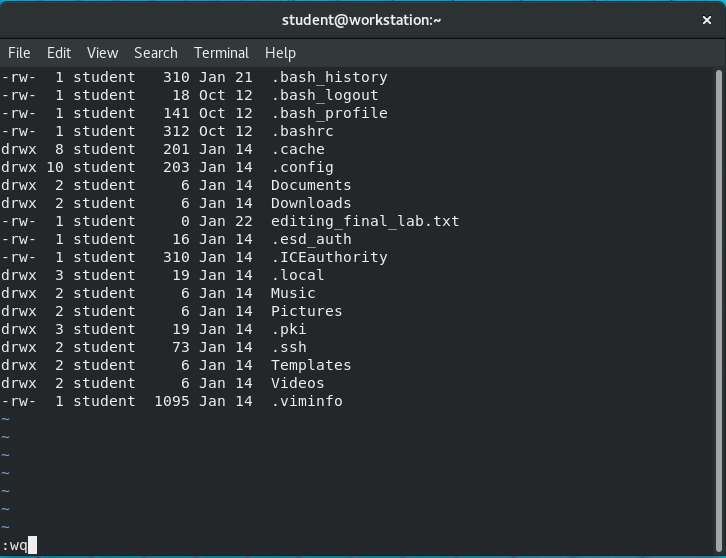 student@workstation:~ ×
File Edit View Search Terminal Help
-rw-  1 student   310 Jan 21  .bash_history
-rw-  1 student    18 Oct 12  .bash_logout
-rw-  1 student   141 Oct 12  .bash_profile
-rw-  1 student   312 Oct 12  .bashrc
drwx  8 student   201 Jan 14  .cache
drwx 10 student   203 Jan 14  .config
drwx  2 student     6 Jan 14  Documents
drwx  2 student     6 Jan 14  Downloads
-rw-  1 student     0 Jan 22  editing_final_lab.txt
-rw-  1 student    16 Jan 14  .esd_auth
-rw-  1 student   310 Jan 14  .ICEauthority
drwx  3 student    19 Jan 14  .local
drwx  2 student     6 Jan 14  Music
drwx  2 student     6 Jan 14  Pictures
drwx  3 student    19 Jan 14  .pki
drwx  2 student    73 Jan 14  .ssh
drwx  2 student     6 Jan 14  Templates
drwx  2 student     6 Jan 14  Videos
-rw-  1 student  1095 Jan 14  .viminfo
~
~
~
~
~
~
~
:wq